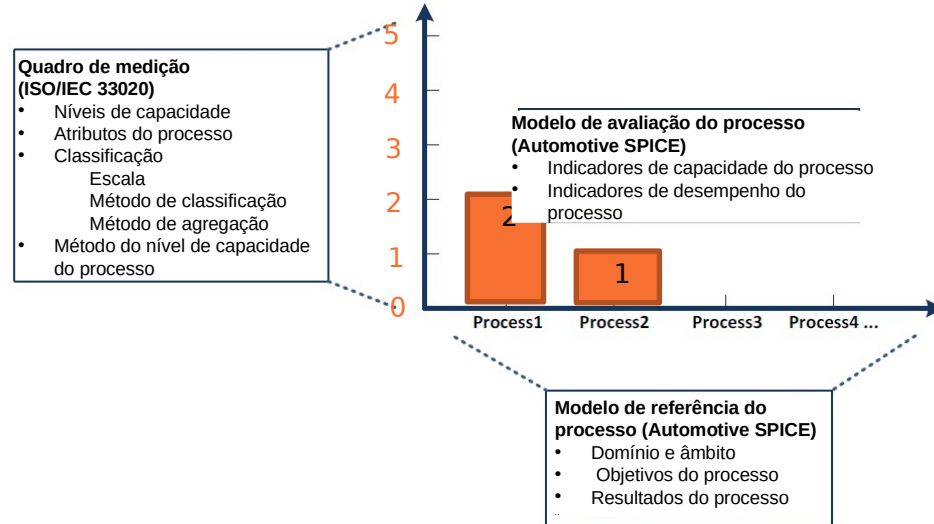 Quadro de medição
(ISO/IEC 33020)
• Níveis de capacidade
• Atributos do processo
• Classificação
Escala
Método de classificação
Método de agregação
• Método do nível de capacidade
do processo
5
4
3
2
1
0
Modelo de avaliação do processo
(Automotive SPICE)
• Indicadores de capacidade do processo
• Indicadores de desempenho do
processo
2
1
Process1 Process2 Process3 Process4 ...
Modelo de referência do
processo (Automotive SPICE)
• Domínio e âmbito
• Objetivos do processo
• Resultados do processo